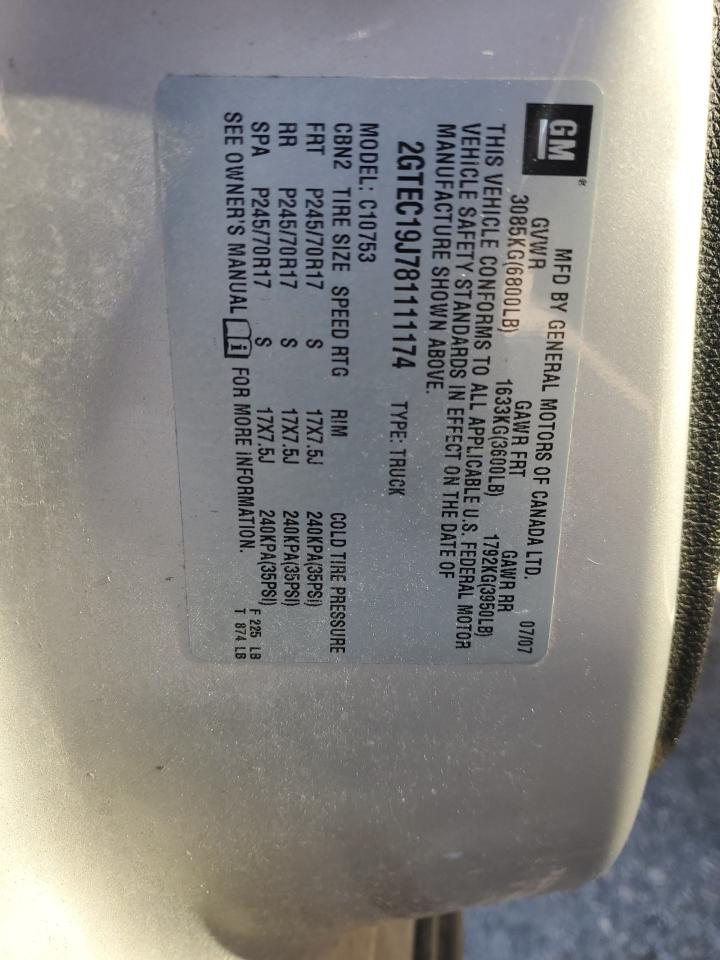 GM®
MFD BY GENERAL MOTORS OF CANADA LTD.
07/07
GVWR GAWR FRT GAWR RR
3085KG(6800LB) 1633KG(3600LB) 1792KG(3950LB)
THIS VEHICLE CONFORMS TO ALL APPLICABLE U.S. FEDERAL MOTOR
VEHICLE SAFETY STANDARDS IN EFFECT ON THE DATE OF
MANUFACTURE SHOWN ABOVE.
2GTEC19J781111174 TYPE: TRUCK
MODEL: C10753
CBN2 TIRE SIZE SPEED RTG RIM COLD TIRE PRESSURE
FRT P245/70R17 S 17X7.5J 240KPA(35PSI)
RR P245/70R17 S 17X7.5J 240KPA(35PSI)
SPA P245/70R17 S 17X7.5J 240KPA(35PSI)
SEE OWNER'S MANUAL i FOR MORE INFORMATION.
F 225 LB
T 874 LB